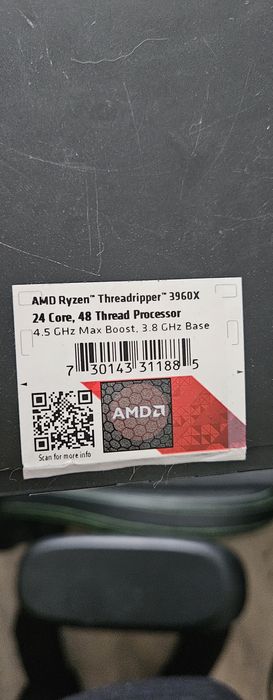 AMD Ryzen™ Threadripper™ 3960X
24 Core, 48 Thread Processor
4.5 GHz Max Boost, 3.8 GHz Base
7 30143 31188 5
AMD
Scan for more info